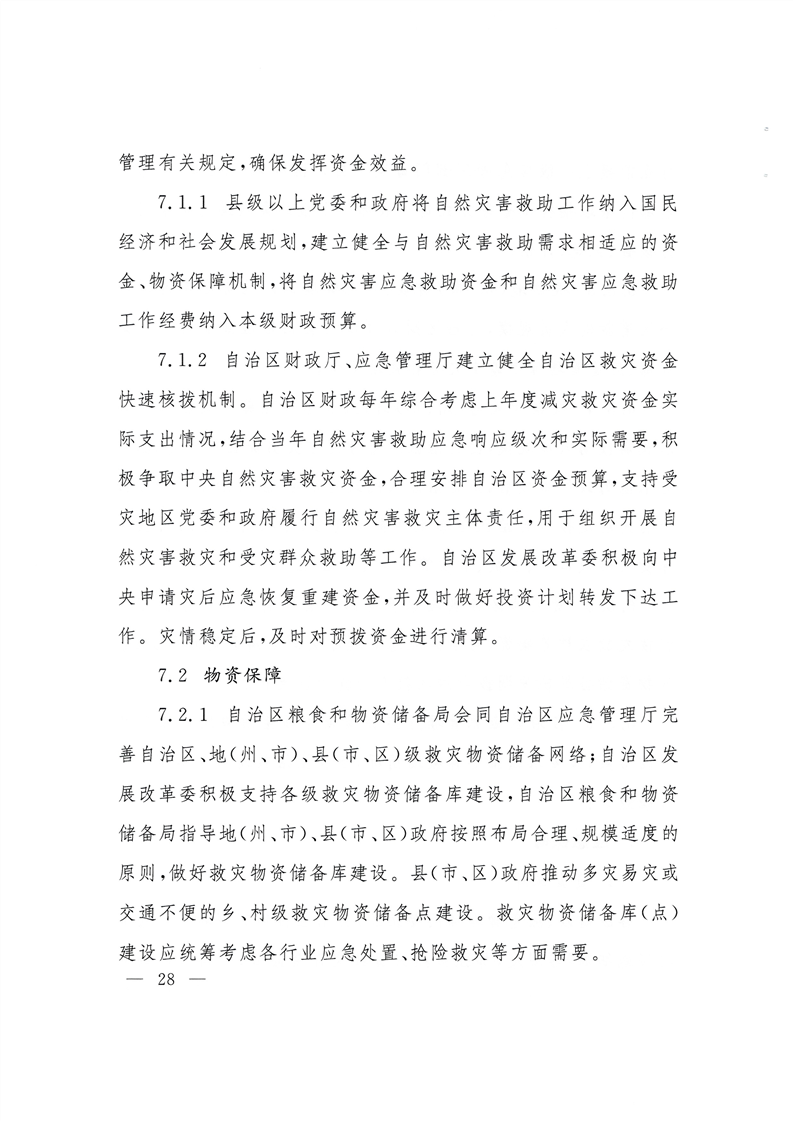 管理有关规定,确保发挥资金效益。
7.1.1 县级以上党委和政府将自然灾害救助工作纳入国民
经济和社会发展规划,建立健全与自然灾害救助需求相适应的资
金、物资保障机制,将自然灾害应急救助资金和自然灾害应急救助
工作经费纳入本级财政预算。
7.1.2 自治区财政厅、应急管理厅建立健全自治区救灾资金
快速核拨机制。自治区财政每年综合考虑上年度减灾救灾资金实
际支出情况,结合当年自然灾害救助应急响应级次和实际需要,积
极争取中央自然灾害救灾资金,合理安排自治区资金预算,支持受
灾地区党委和政府履行自然灾害救灾主体责任,用于组织开展自
然灾害救灾和受灾群众救助等工作。自治区发展改革委积极向中
央申请灾后应急恢复重建资金,并及时做好投资计划转发下达工
作。灾情稳定后,及时对预拨资金进行清算。
7.2 物资保障
7.2.1 自治区粮食和物资储备局会同自治区应急管理厅完
善自治区、地(州、市)、县(市、区)级救灾物资储备网络;自治区发
展改革委积极支持各级救灾物资储备库建设,自治区粮食和物资
储备局指导地(州、市)、县(市、区)政府按照布局合理、规模适度的
原则,做好救灾物资储备库建设。县(市、区)政府推动多灾易灾或
交通不便的乡、村级救灾物资储备点建设。救灾物资储备库(点)
建设应统筹考虑各行业应急处置、抢险救灾等方面需要。
— 28 —